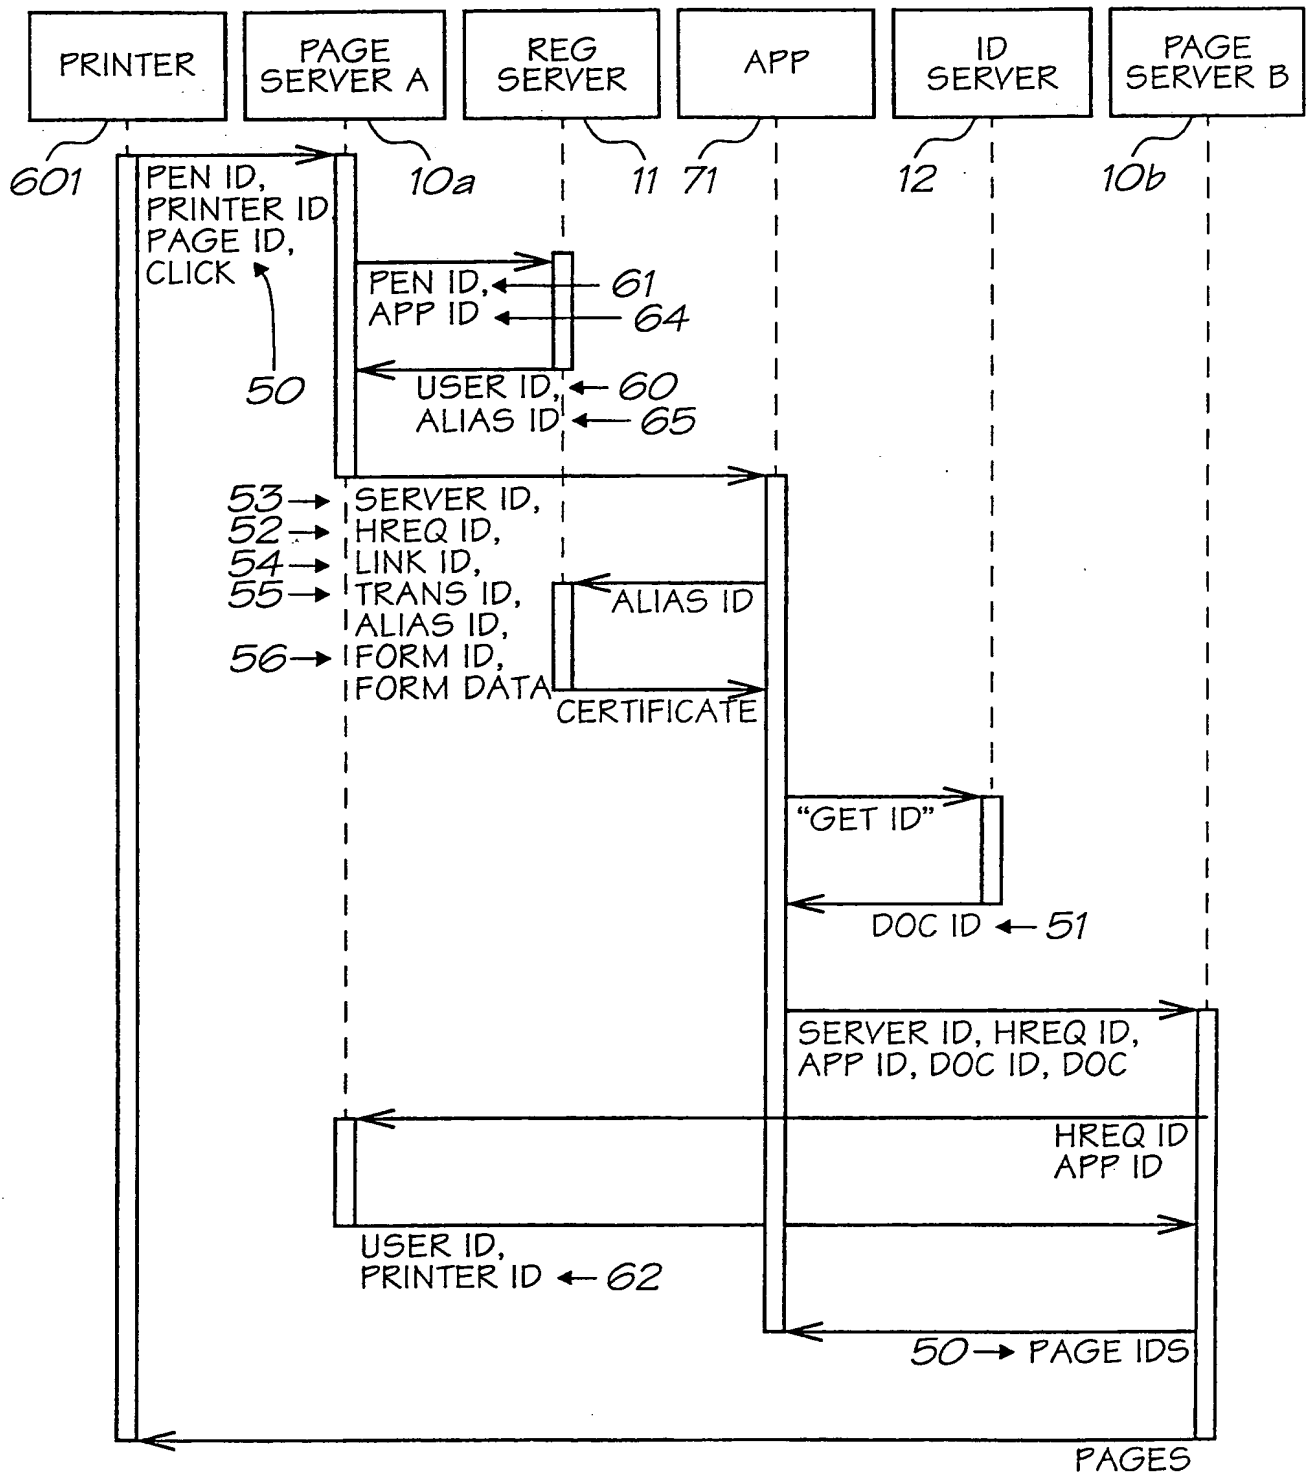 PRINTER
PAGE
SERVER A
REG
SERVER
APP
ID
SERVER
PAGE
SERVER B
601
10a
11
71
12
10b
PEN ID,
PRINTER ID
PAGE ID,
CLICK
50
PEN ID,
61
APP ID
64
USER ID,
60
ALIAS ID
65
53
SERVER ID,
52
HREQ ID,
54
LINK ID,
55
TRANS ID,
ALIAS ID,
56
FORM ID,
FORM DATA
ALIAS ID
CERTIFICATE
“GET ID”
DOC ID
51
SERVER ID, HREQ ID,
APP ID, DOC ID, DOC
HREQ ID
APP ID
USER ID,
PRINTER ID
62
50
PAGE IDS
PAGES